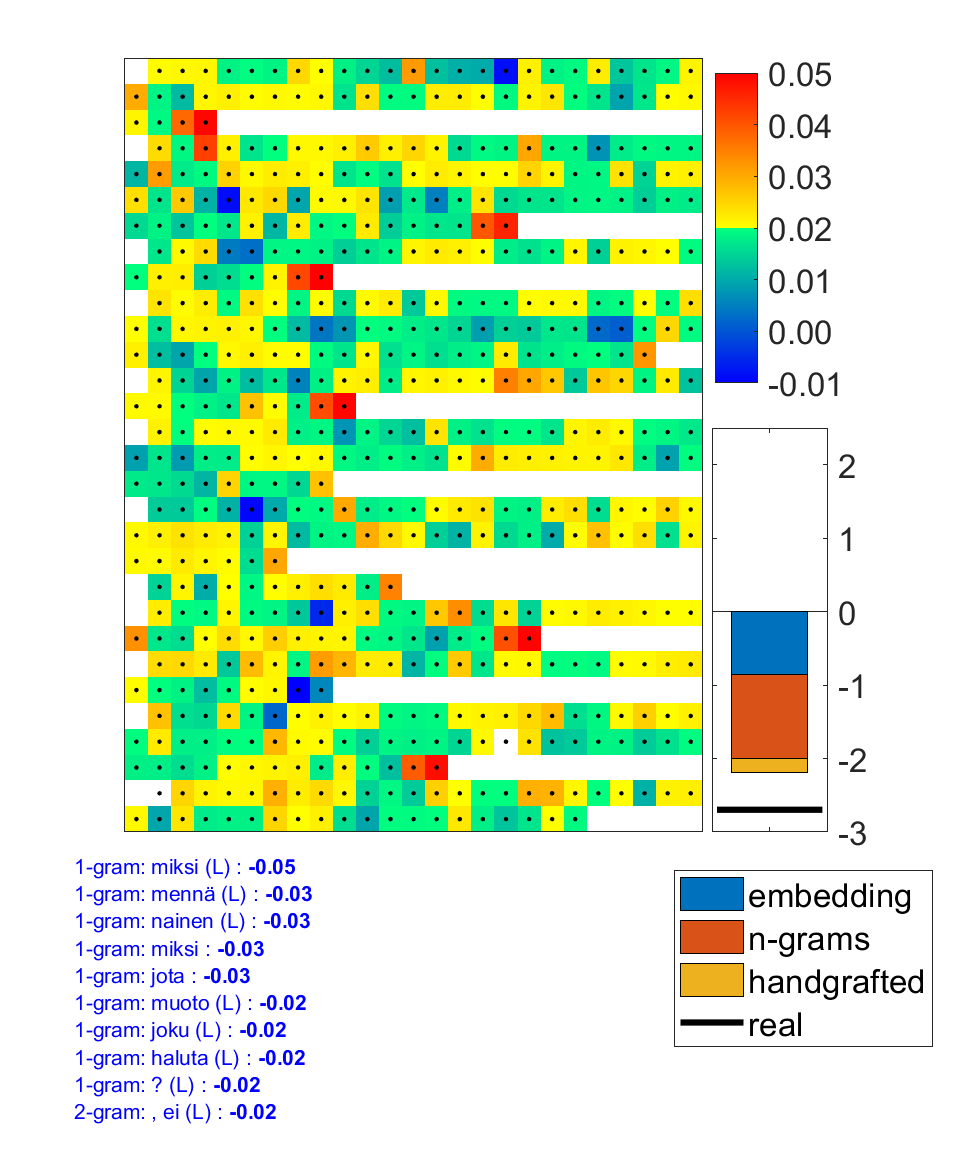 0.05
0.04
0.03
0.02
0.01
0.00
-0.01
2
1
0
-1
-2
-3
1-gram: miksi (L) : -0.05
1-gram: mennä (L) : -0.03
1-gram: nainen (L) : -0.03
1-gram: miksi : -0.03
1-gram: jota : -0.03
1-gram: muoto (L) : -0.02
1-gram: joku (L) : -0.02
1-gram: haluta (L) : -0.02
1-gram: ? (L) : -0.02
2-gram: , ei (L) : -0.02
embedding
n-grams
handgrafted
real